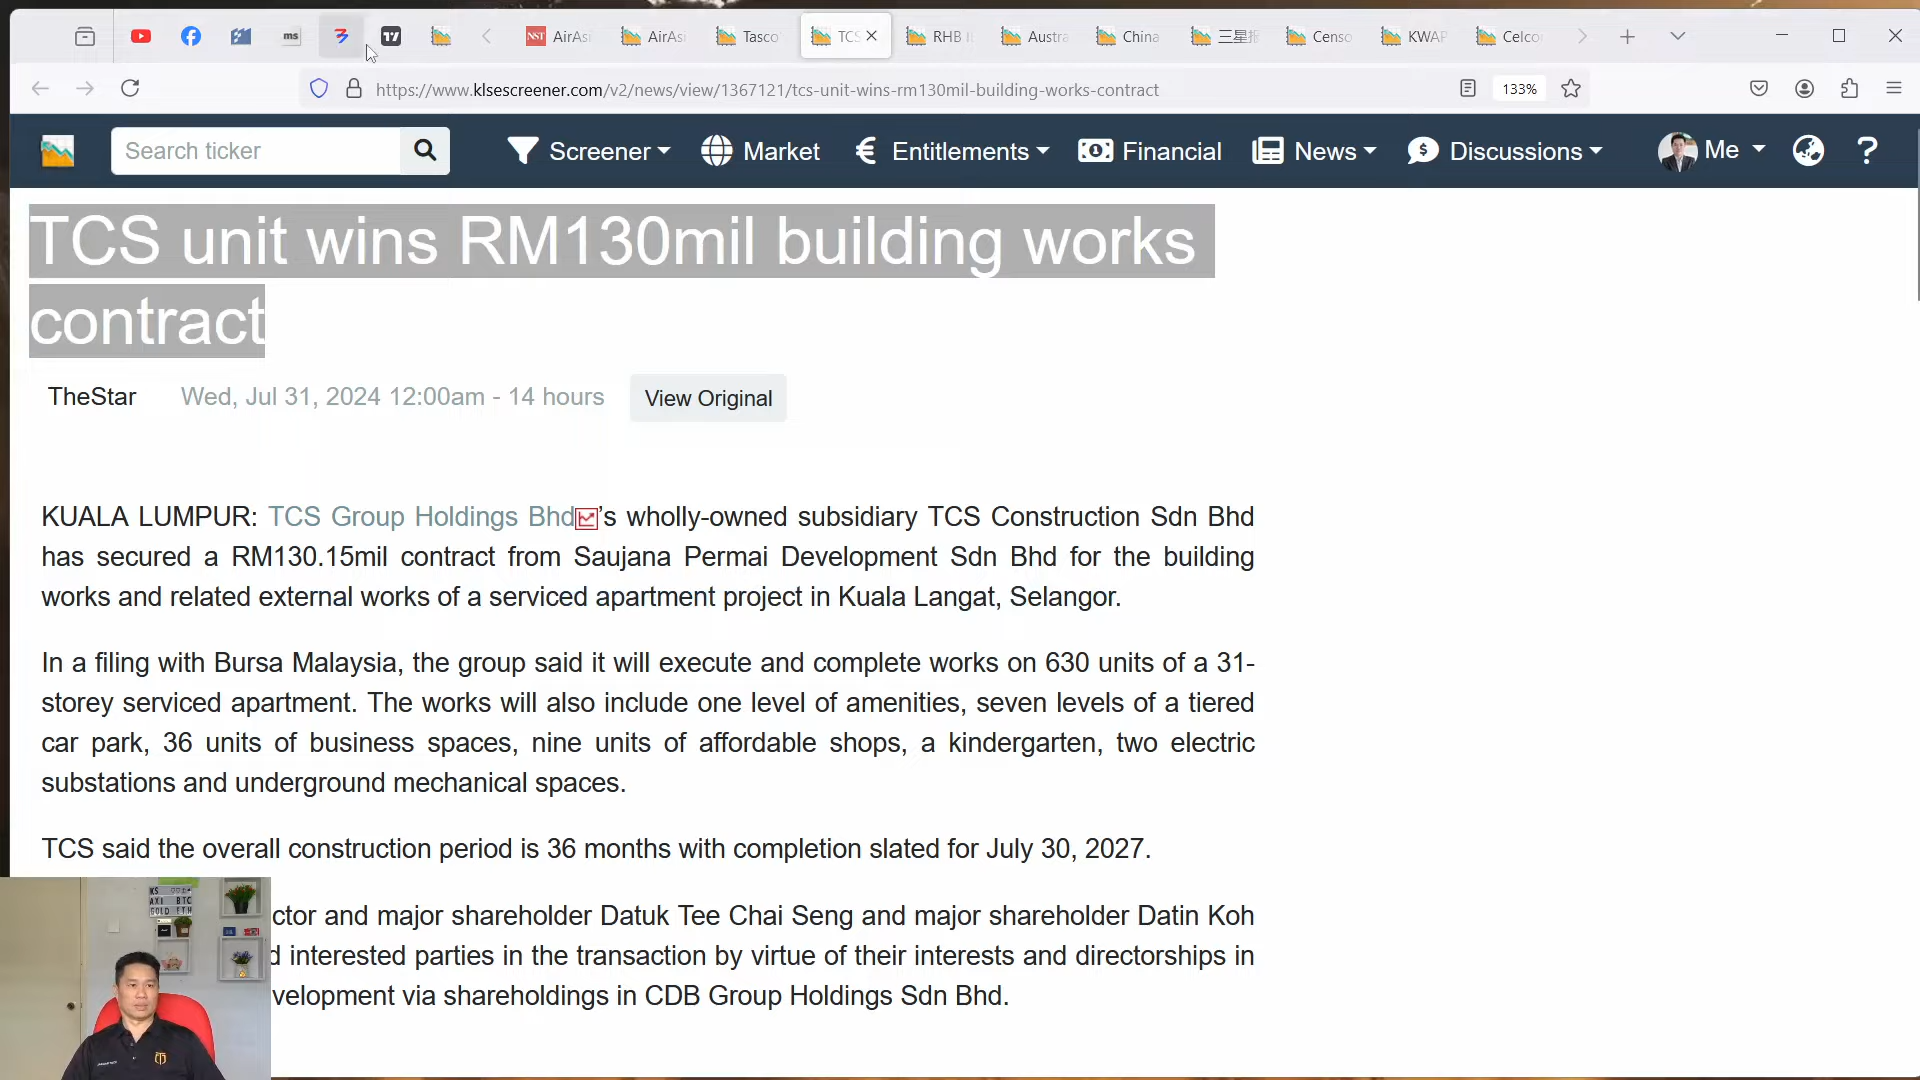 ms
NST AirAsi
AirAsi
Tasco
TCS
RHB I
Austra
China
三星
Censo
KWAP
Celco
https://www.klsescreener.com/v2/news/view/1367121/tcs-unit-wins-rm130mil-building-works-contract
133%
Search ticker
Screener
Market
Entitlements
Financial
News
Discussions
Me
?
TCS unit wins RM130mil building works
contract
TheStar
Wed, Jul 31, 2024 12:00am - 14 hours
View Original
KUALA LUMPUR: TCS Group Holdings Bhd's wholly-owned subsidiary TCS Construction Sdn Bhd
has secured a RM130.15mil contract from Saujana Permai Development Sdn Bhd for the building
works and related external works of a serviced apartment project in Kuala Langat, Selangor.
In a filing with Bursa Malaysia, the group said it will execute and complete works on 630 units of a 31-
storey serviced apartment. The works will also include one level of amenities, seven levels of a tiered
car park, 36 units of business spaces, nine units of affordable shops, a kindergarten, two electric
substations and underground mechanical spaces.
TCS said the overall construction period is 36 months with completion slated for July 30, 2027.
ctor and major shareholder Datuk Tee Chai Seng and major shareholder Datin Koh
d interested parties in the transaction by virtue of their interests and directorships in
velopment via shareholdings in CDB Group Holdings Sdn Bhd.
KS
AXI BTC
GOLD ETH